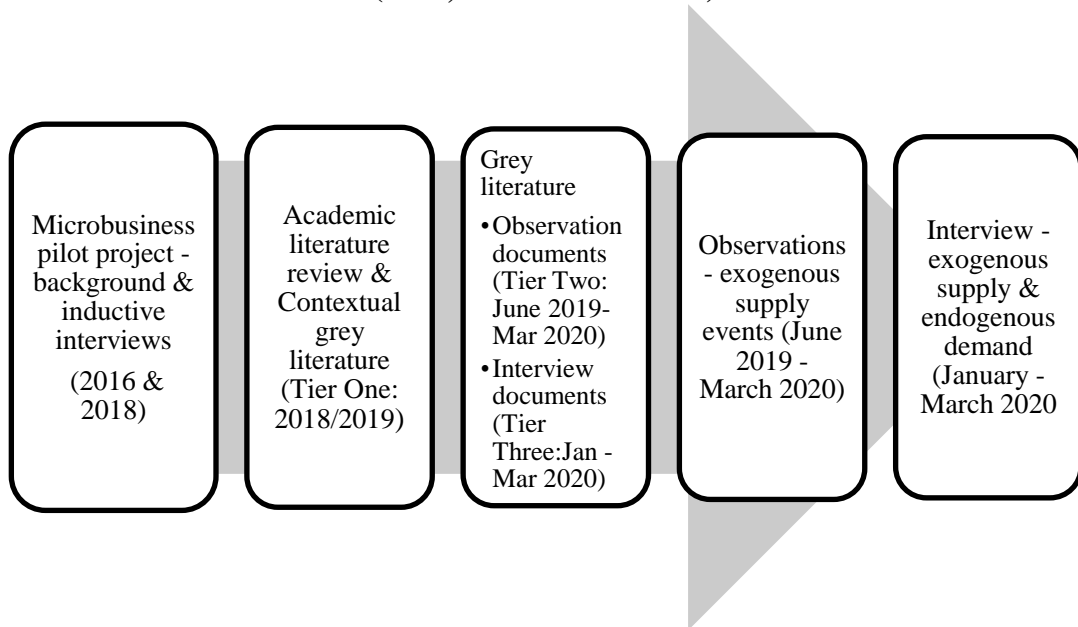 Microbusiness
pilot project -
background &
inductive
interviews
(2016 &
2018)
Academic
literature
review &
Contextual
grey
literature
(Tier One:
2018/2019)
Grey
literature
•Observation
documents
(Tier Two:
June 2019-
Mar 2020)
•Interview
documents
(Tier
Three:Jan -
Mar 2020)
Observations
- exogenous
supply
events (June
2019 -
March 2020)
Interview -
exogenous
supply &
endogenous
demand
(January -
March 2020